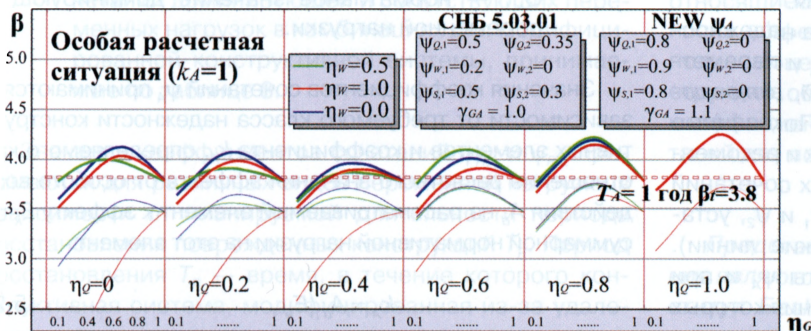 β
Особая расчетная
ситуация (kA=1)
ηW=0.5
ηW=1.0
ηW=0.0
СНБ 5.03.01
ψQ,1=0.5 ψQ,2=0.35
ψW,1=0.2 ψW,2=0
ψS,1=0.5 ψS,2=0.3
γGA = 1.0
NEW ψA
ψQ,1=0.8 ψQ,2=0
ψW,1=0.9 ψW,2=0
ψS,1=0.8 ψS,2=0
γGA = 1.1
5.0
4.5
4.0
3.5
3.0
2.5
TA= 1 год βt=3.8
ηQ=0 ηQ=0.2 ηQ=0.4 ηQ=0.6 ηQ=0.8 ηQ=1.0
0.1 0.4 0.6 0.8 1 0.1 ....... 1 0.1 ....... 1 0.1 ....... 1 0.1 ....... 1 0.1 ....... 1